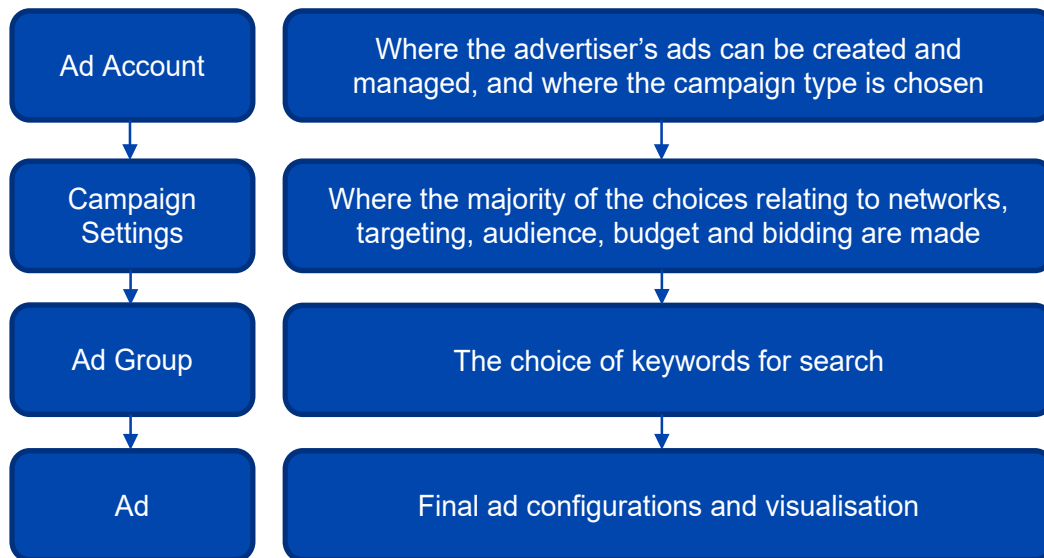 Ad Account
Where the advertiser’s ads can be created and
managed, and where the campaign type is chosen
Campaign
Settings
Where the majority of the choices relating to networks,
targeting, audience, budget and bidding are made
Ad Group
The choice of keywords for search
Ad
Final ad configurations and visualisation